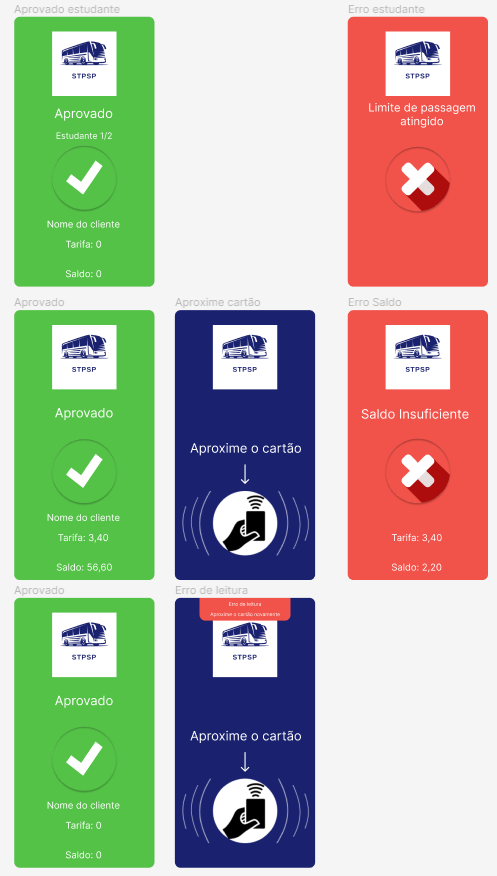 Aprovado estudante
STPSP
Aprovado
Estudante 1/2
Nome do cliente
Tarifa: 0
Saldo: 0
Erro estudante
STPSP
Limite de passagem
atingido
Aprovado
STPSP
Aprovado
Nome do cliente
Tarifa: 3,40
Saldo: 56,60
Aproxime cartão
STPSP
Aproxime o cartão
Erro Saldo
STPSP
Saldo Insuficiente
Tarifa: 3,40
Saldo: 2,20
Aprovado
STPSP
Aprovado
Nome do cliente
Tarifa: 0
Saldo: 0
Erro de leitura
Erro de leitura
Aproxime o cartão novamente
STPSP
Aproxime o cartão